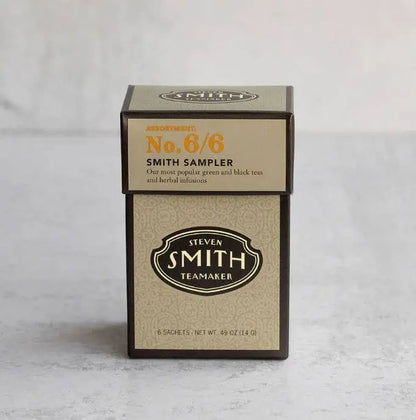 SMITH
TEAMAKER
ASSORTMENT:
No. 6/6
SMITH SAMPLER
Our most popular green and black teas
and herbal infusions
STEVEN
SMITH
TEAMAKER
6 SACHETS - NET WT. .49 OZ (14 G)